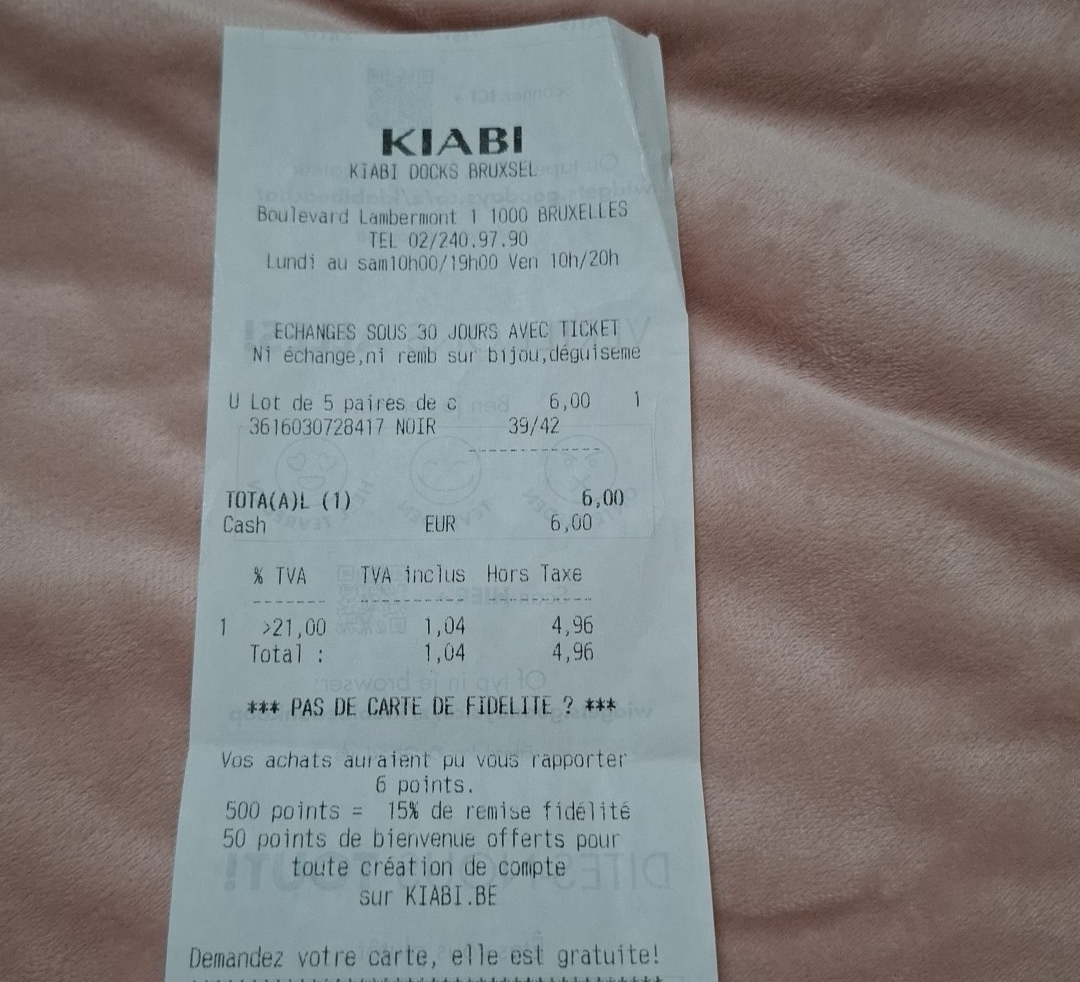 KIABI
KIABI DOCKS BRUXSEL
Boulevard Lambermont 1 1000 BRUXELLES
TEL 02/240.97.90
Lundi au sam10h00/19h00 Ven 10h/20h
ECHANGES SOUS 30 JOURS AVEC TICKET
Ni échange,ni remb sur bijou,déguiseme
U Lot de 5 paires de c 6,00 1
3616030728417 NOIR 39/42
------------
TOTA(A)L (1) 6,00
Cash EUR 6,00
% TVA TVA inclus Hors Taxe
------- ---------- ----------
1 >21,00 1,04 4,96
Total : 1,04 4,96
*** PAS DE CARTE DE FIDELITE ? ***
Vos achats auraient pu vous rapporter
6 points.
500 points = 15% de remise fidélité
50 points de bienvenue offerts pour
toute création de compte
sur KIABI.BE
Demandez votre carte, elle est gratuite!